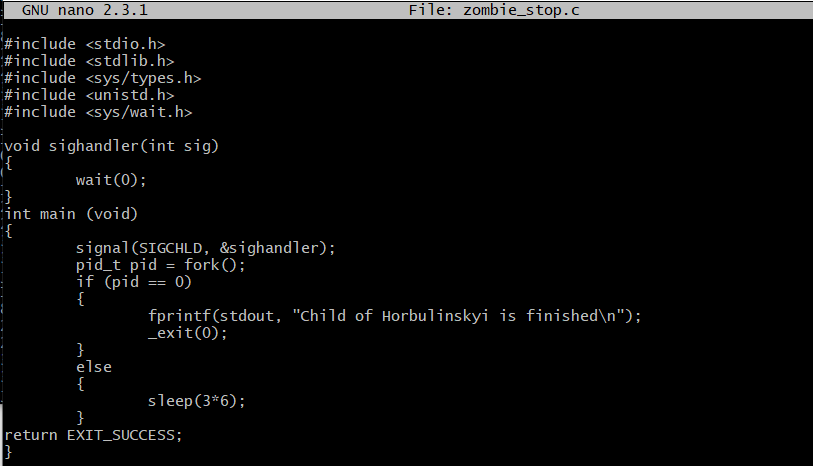 GNU nano 2.3.1 File: zombie_stop.c
#include <stdio.h>
#include <stdlib.h>
#include <sys/types.h>
#include <unistd.h>
#include <sys/wait.h>
void sighandler(int sig)
{
wait(0);
}
int main (void)
{
signal(SIGCHLD, &sighandler);
pid_t pid = fork();
if (pid == 0)
{
fprintf(stdout, "Child of Horbulinskyi is finished\n");
_exit(0);
}
else
{
sleep(3*6);
}
return EXIT_SUCCESS;
}